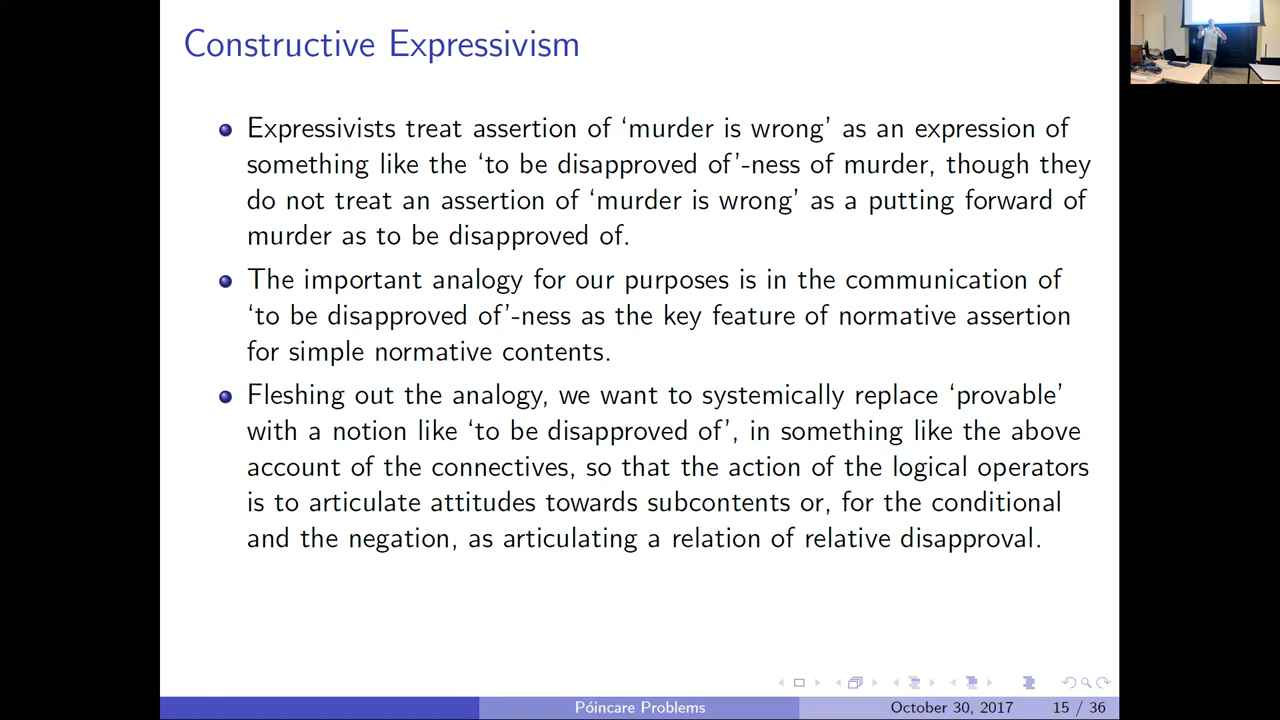 Constructive Expressivism
Expressivists treat assertion of ‘murder is wrong’ as an expression of
something like the ‘to be disapproved of’-ness of murder, though they
do not treat an assertion of ‘murder is wrong’ as a putting forward of
murder as to be disapproved of.
The important analogy for our purposes is in the communication of
‘to be disapproved of’-ness as the key feature of normative assertion
for simple normative contents.
Fleshing out the analogy, we want to systemically replace ‘provable’
with a notion like ‘to be disapproved of’, in something like the above
account of the connectives, so that the action of the logical operators
is to articulate attitudes towards subcontents or, for the conditional
and the negation, as articulating a relation of relative disapproval.
Póincare Problems
October 30, 2017
15 / 36